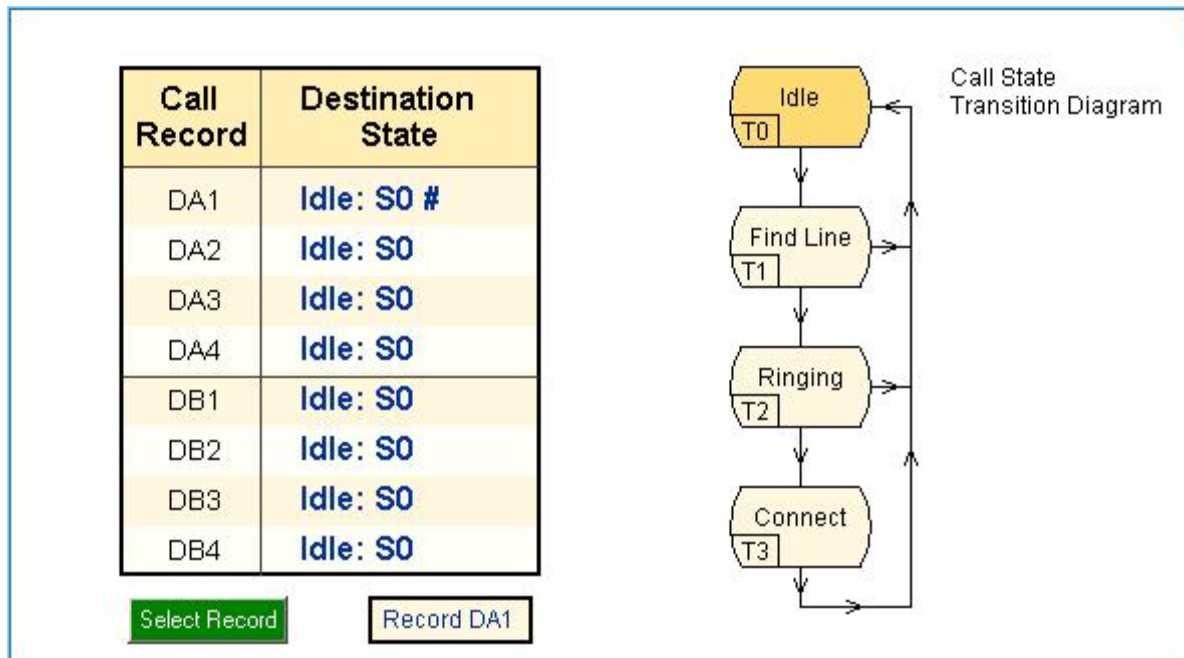 Call Record
Destination State
DA1 Idle: S0 #
DA2 Idle: S0
DA3 Idle: S0
DA4 Idle: S0
DB1 Idle: S0
DB2 Idle: S0
DB3 Idle: S0
DB4 Idle: S0
Select Record
Record DA1
Idle
T0
Find Line
T1
Ringing
T2
Connect
T3
Call State
Transition Diagram